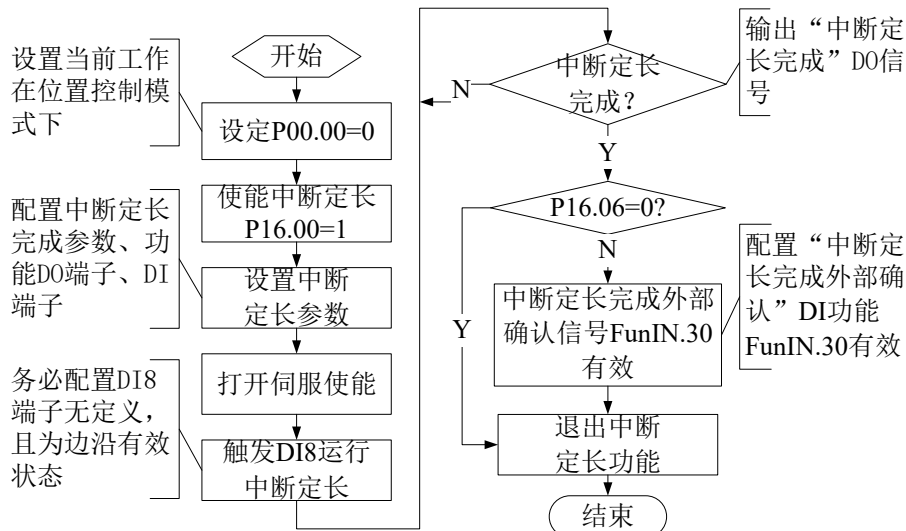 设置当前工作
在位置控制模
式下
开始
设定P00.00=0
配置中断定长
完成参数、功
能DO端子、DI
端子
使能中断定长
P16.00=1
设置中断
定长参数
打开伺服使能
务必配置DI8
端子无定义，
且为边沿有效
状态
触发DI8运行
中断定长
中断定长
完成?
N
输出“中断定
长完成”DO信
号
Y
P16.06=0?
N
Y
中断定长完成外部
确认信号FunIN.30
有效
配置“中断定
长完成外部确
认”DI功能
FunIN.30有效
退出中断
定长功能
结束